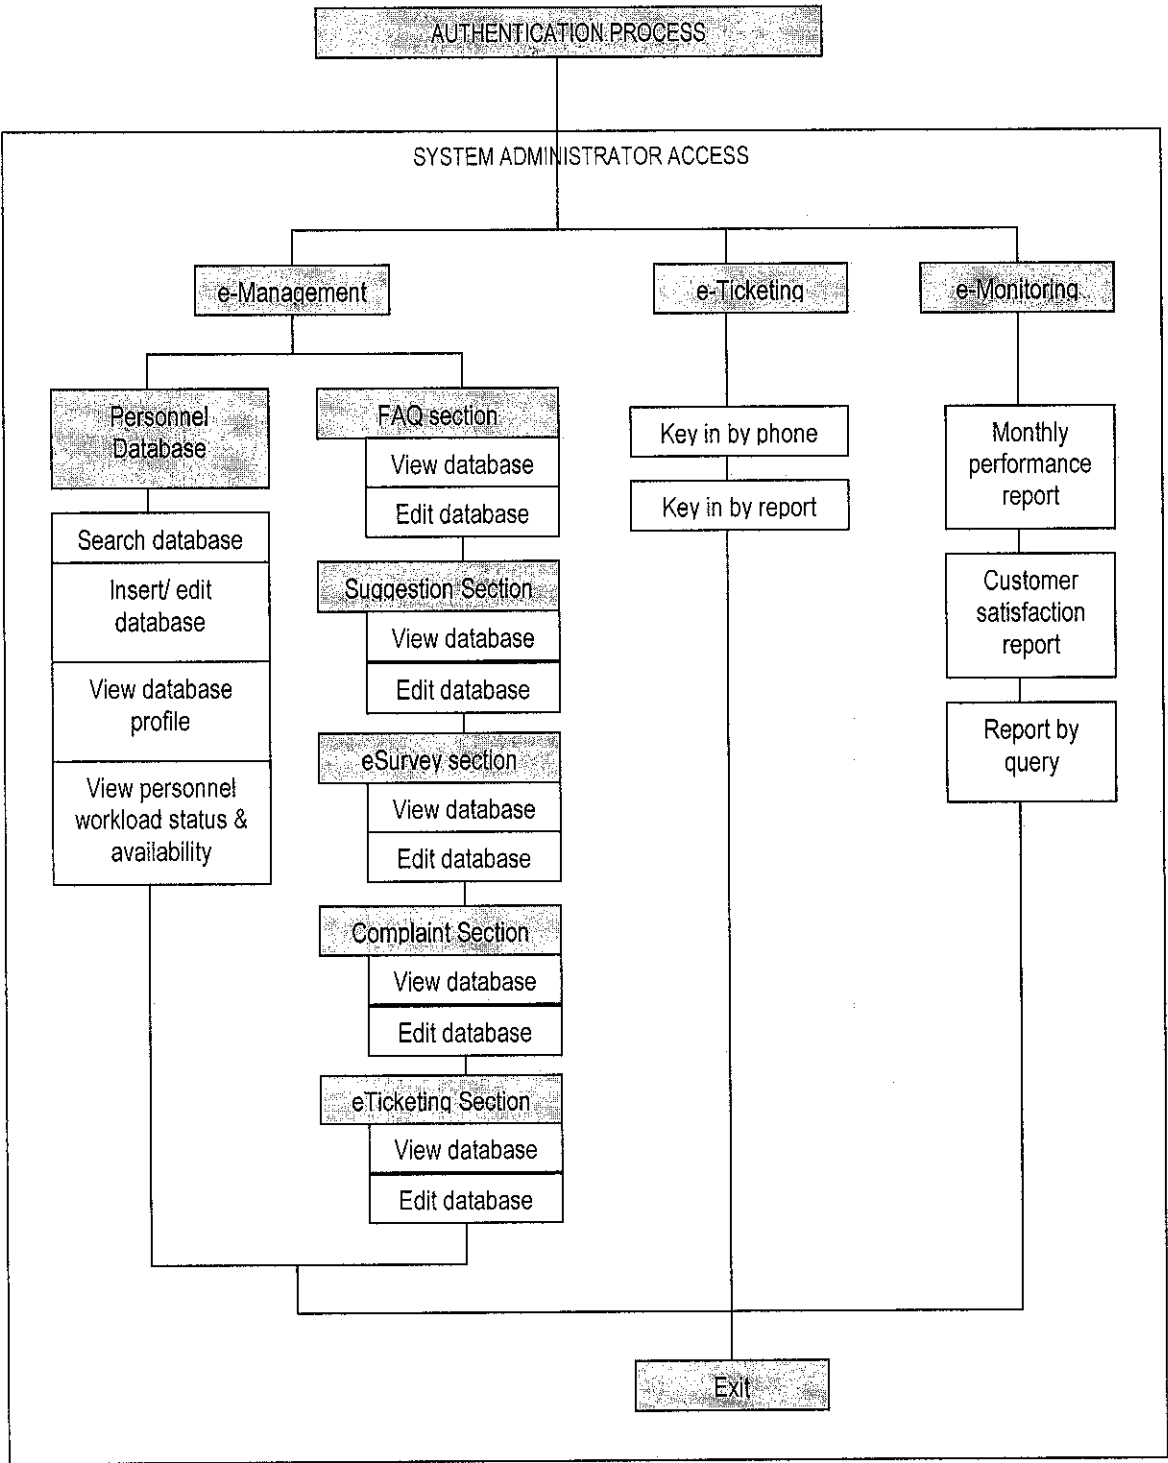 AUTHENTICATION PROCESS
SYSTEM ADMINISTRATOR ACCESS
e-Management
e-Ticketing
e-Monitoring
Personnel
Database
Search database
Insert/ edit
database
View database
profile
View personnel
workload status &
availability
FAQ section
View database
Edit database
Suggestion Section
View database
Edit database
eSurvey section
View database
Edit database
Complaint Section
View database
Edit database
eTicketing Section
View database
Edit database
Key in by phone
Key in by report
Monthly
performance
report
Customer
satisfaction
report
Report by
query
Exit